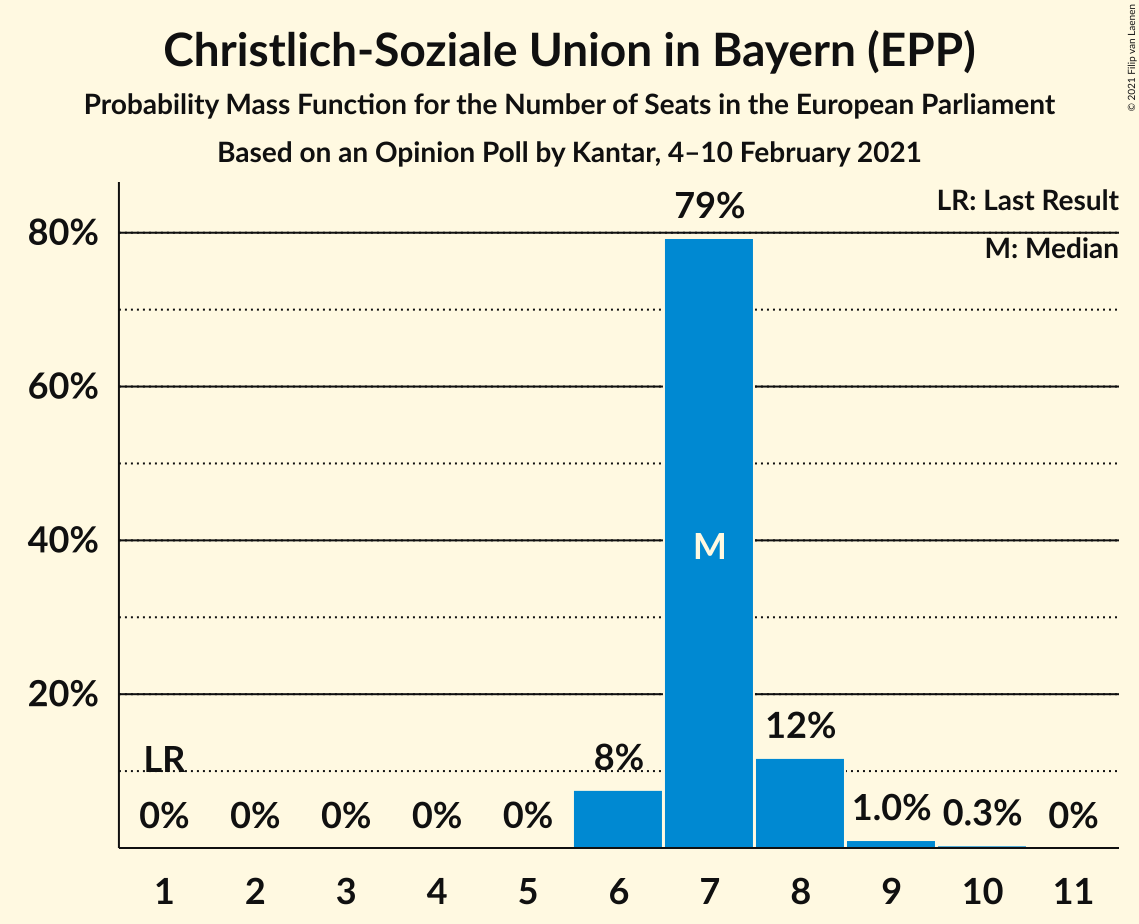 Christlich-Soziale Union in Bayern (EPP)
Probability Mass Function for the Number of Seats in the European Parliament
Based on an Opinion Poll by Kantar, 4–10 February 2021
© 2021 Filip van Laenen
LR: Last Result
M: Median
80%
60%
40%
20%
79%
M
12%
8%
LR
0% 0% 0% 0% 0% 1.0% 0.3% 0%
1 2 3 4 5 6 7 8 9 10 11